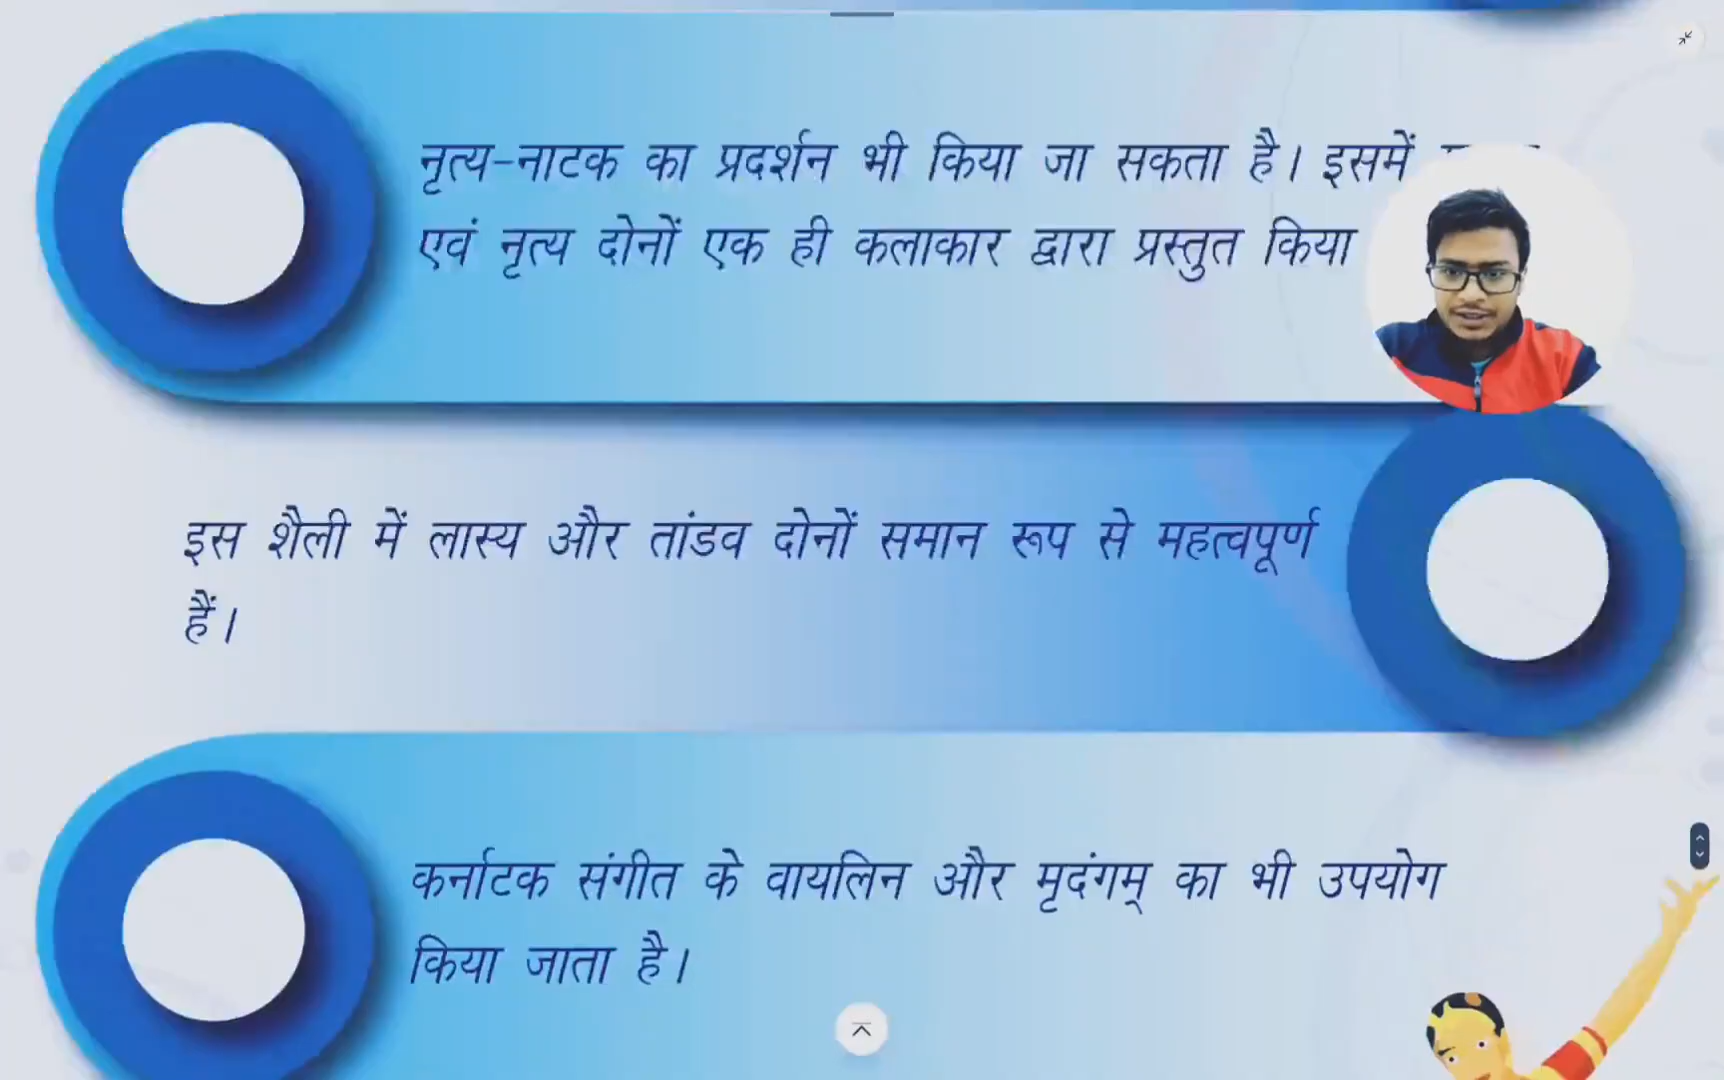 नृत्य-नाटक का प्रदर्शन भी किया जा सकता है। इसमें
एवं नृत्य दोनों एक ही कलाकार द्वारा प्रस्तुत किया
इस शैली में लास्य और तांडव दोनों समान रूप से महत्वपूर्ण
हैं।
कर्नाटक संगीत के वायलिन और मृदंगम् का भी उपयोग
किया जाता है।